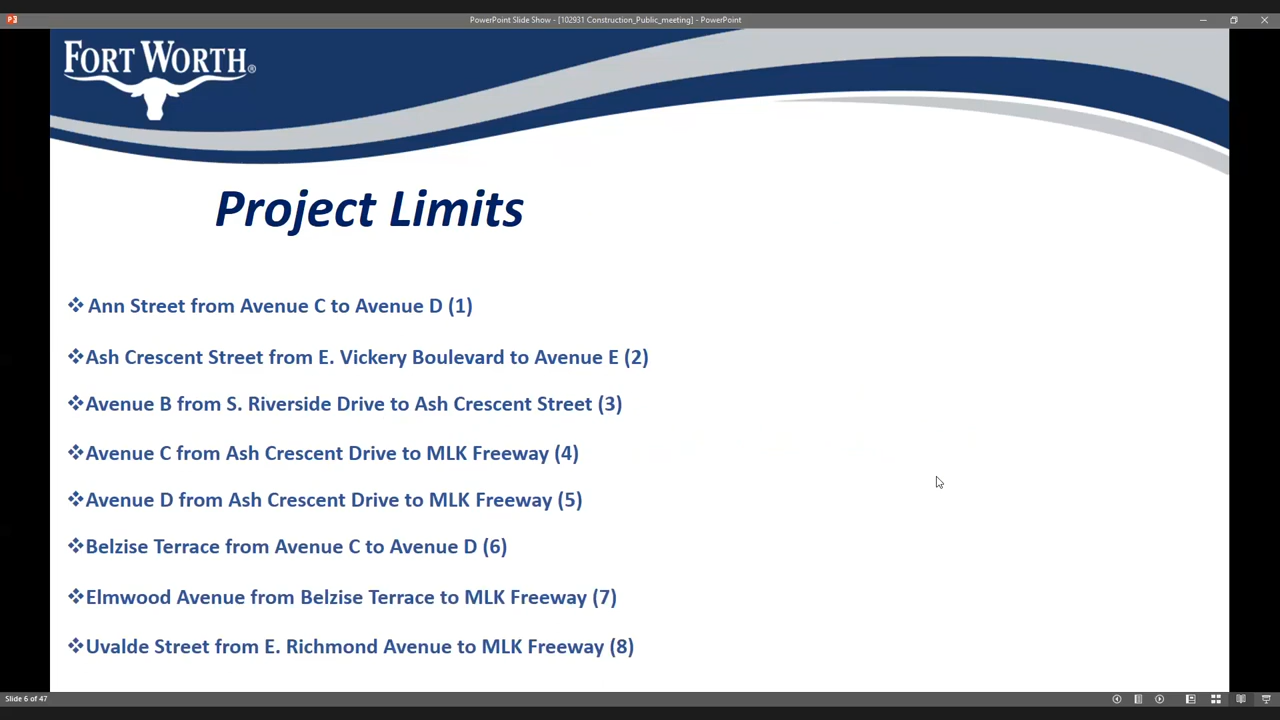 PowerPoint Slide Show - [102931 Construction_Public_meeting] - PowerPoint
FORT WORTH®
Project Limits
❖ Ann Street from Avenue C to Avenue D (1)
❖Ash Crescent Street from E. Vickery Boulevard to Avenue E (2)
❖Avenue B from S. Riverside Drive to Ash Crescent Street (3)
❖Avenue C from Ash Crescent Drive to MLK Freeway (4)
❖Avenue D from Ash Crescent Drive to MLK Freeway (5)
❖Belzise Terrace from Avenue C to Avenue D (6)
❖Elmwood Avenue from Belzise Terrace to MLK Freeway (7)
❖Uvalde Street from E. Richmond Avenue to MLK Freeway (8)
Slide 6 of 47